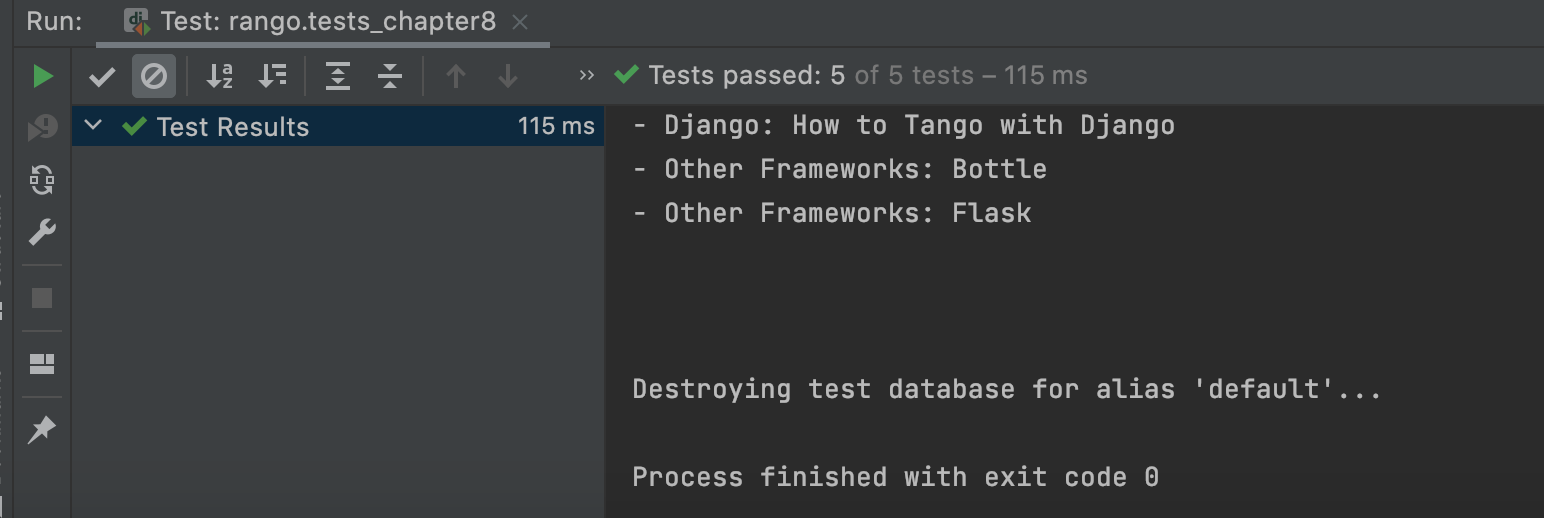 Run: Test: rango.tests_chapter8
Tests passed: 5 of 5 tests – 115 ms
Test Results 115 ms
- Django: How to Tango with Django
- Other Frameworks: Bottle
- Other Frameworks: Flask
Destroying test database for alias 'default'...
Process finished with exit code 0